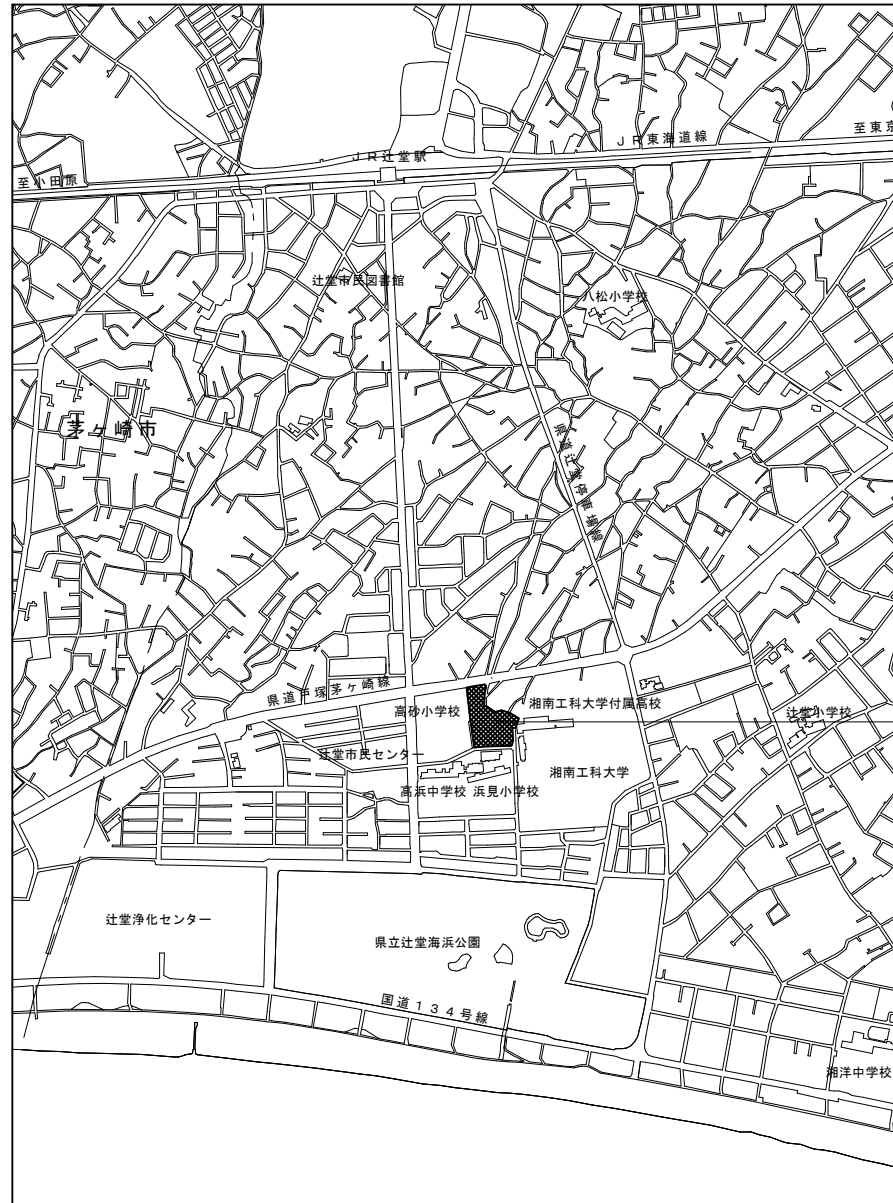 JR東海道線
至東京
JR辻堂駅
至小田原
辻堂市民図書館
八松小学校
茅ヶ崎市
県道辻堂停車場線
県道戸塚茅ヶ崎線
高砂小学校
湘南工科大学付属高校
辻堂小学校
辻堂市民センター
湘南工科大学
高浜中学校
浜見小学校
辻堂浄化センター
県立辻堂海浜公園
国道134号線
湘洋中学校